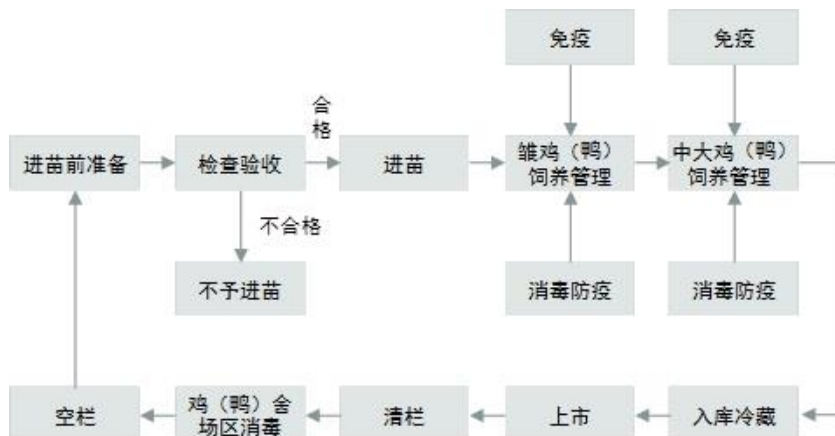 免疫
免疫
合
格
进苗前准备
检查验收
进苗
雏鸡（鸭）
饲养管理
中大鸡（鸭）
饲养管理
不合格
不予进苗
消毒防疫
消毒防疫
空栏
鸡（鸭）舍
场区消毒
清栏
上市
入库冷藏